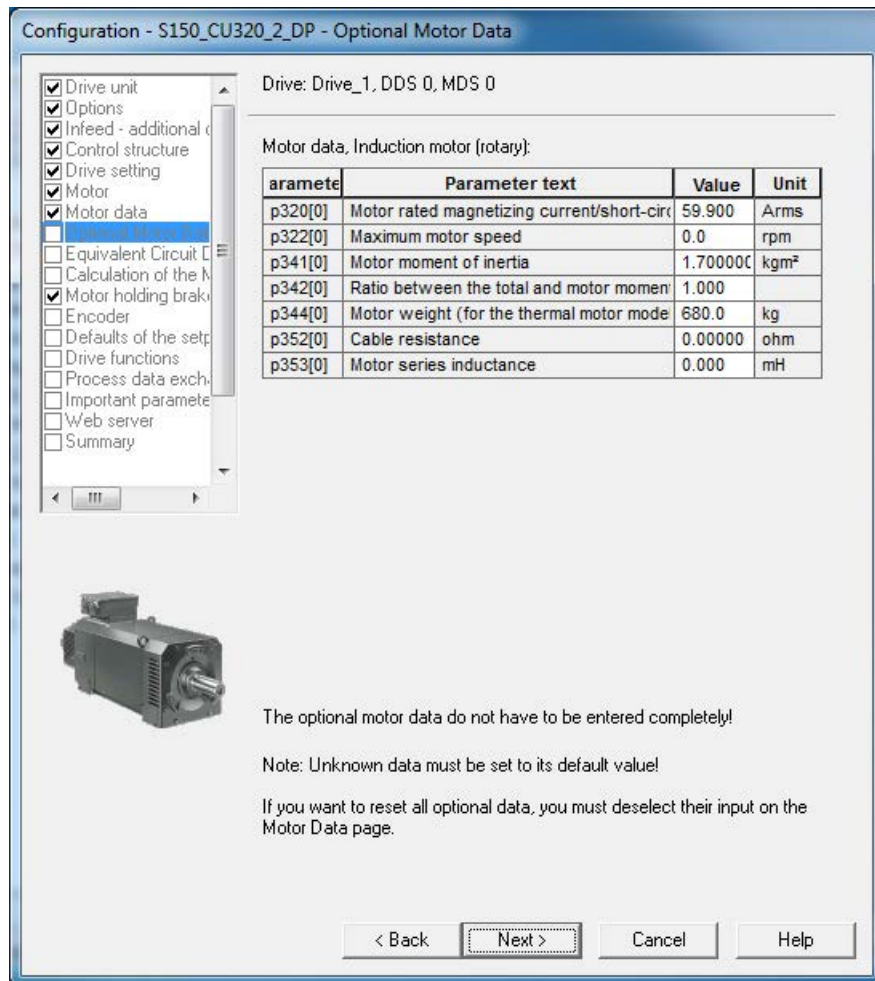 Configuration - S150_CU320_2_DP - Optional Motor Data
Drive unit
Options
Infeed - additional c
Control structure
Drive setting
Motor
Motor data
Equivalent Circuit D
Calculation of the M
Motor holding brake
Encoder
Defaults of the setp
Drive functions
Process data exch
Important paramete
Web server
Summary
Drive: Drive_1, DDS 0, MDS 0
Motor data, Induction motor (rotary):
aramete Parameter text Value Unit
p320[0] Motor rated magnetizing current/short-circ 59.900 Arms
p322[0] Maximum motor speed 0.0 rpm
p341[0] Motor moment of inertia 1.700000 kgm²
p342[0] Ratio between the total and motor momen 1.000
p344[0] Motor weight (for the thermal motor mode 680.0 kg
p352[0] Cable resistance 0.00000 ohm
p353[0] Motor series inductance 0.000 mH
The optional motor data do not have to be entered completely!
Note: Unknown data must be set to its default value!
If you want to reset all optional data, you must deselect their input on the
Motor Data page.
< Back Next > Cancel Help